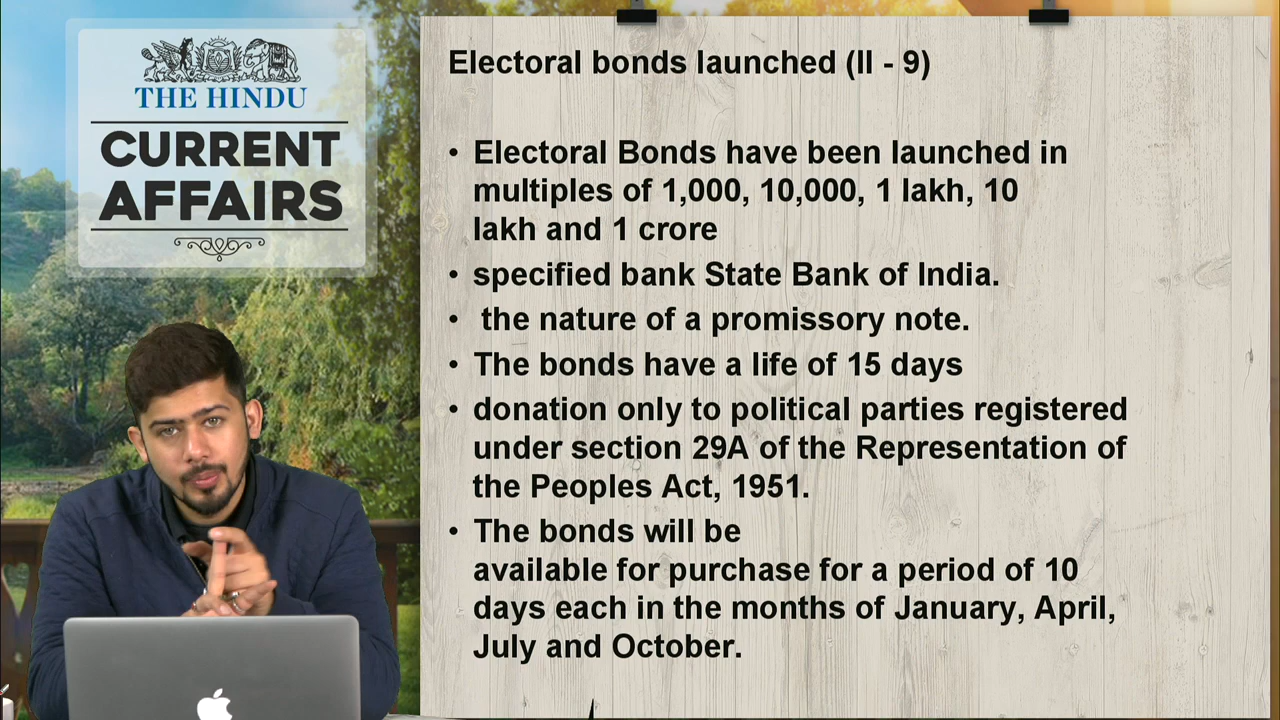 THE HINDU
CURRENT
AFFAIRS
Electoral bonds launched (II - 9)
• Electoral Bonds have been launched in
multiples of 1,000, 10,000, 1 lakh, 10
lakh and 1 crore
• specified bank State Bank of India.
• the nature of a promissory note.
• The bonds have a life of 15 days
• donation only to political parties registered
under section 29A of the Representation of
the Peoples Act, 1951.
• The bonds will be
available for purchase for a period of 10
days each in the months of January, April,
July and October.